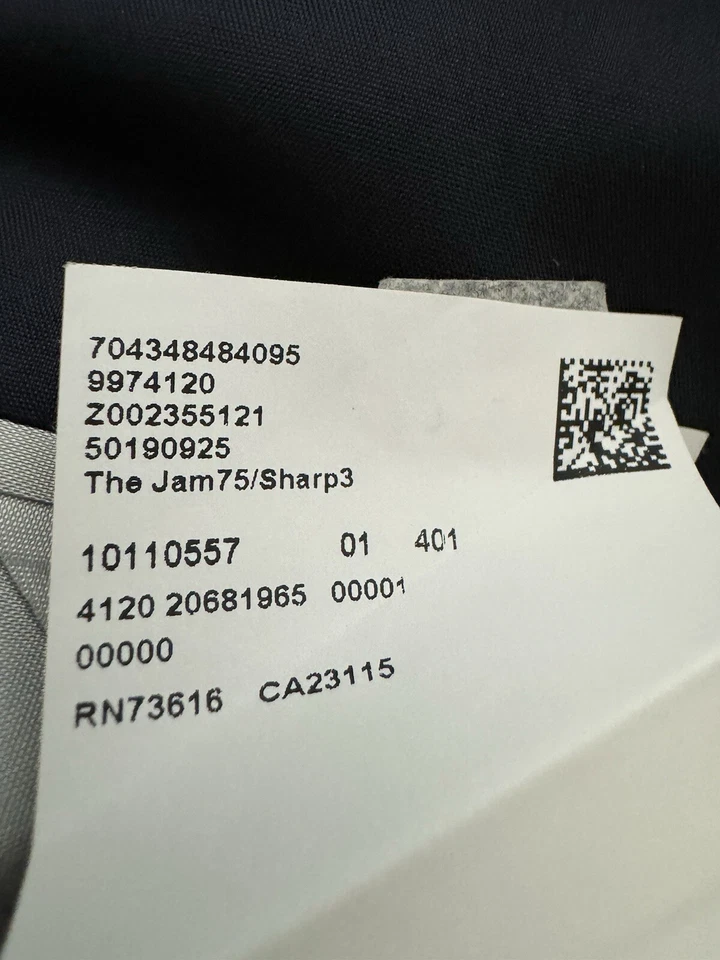 704348484095
9974120
Z002355121
50190925
The Jam75/Sharp3
10110557 01 401
4120 20681965 00001
00000
RN73616 CA23115